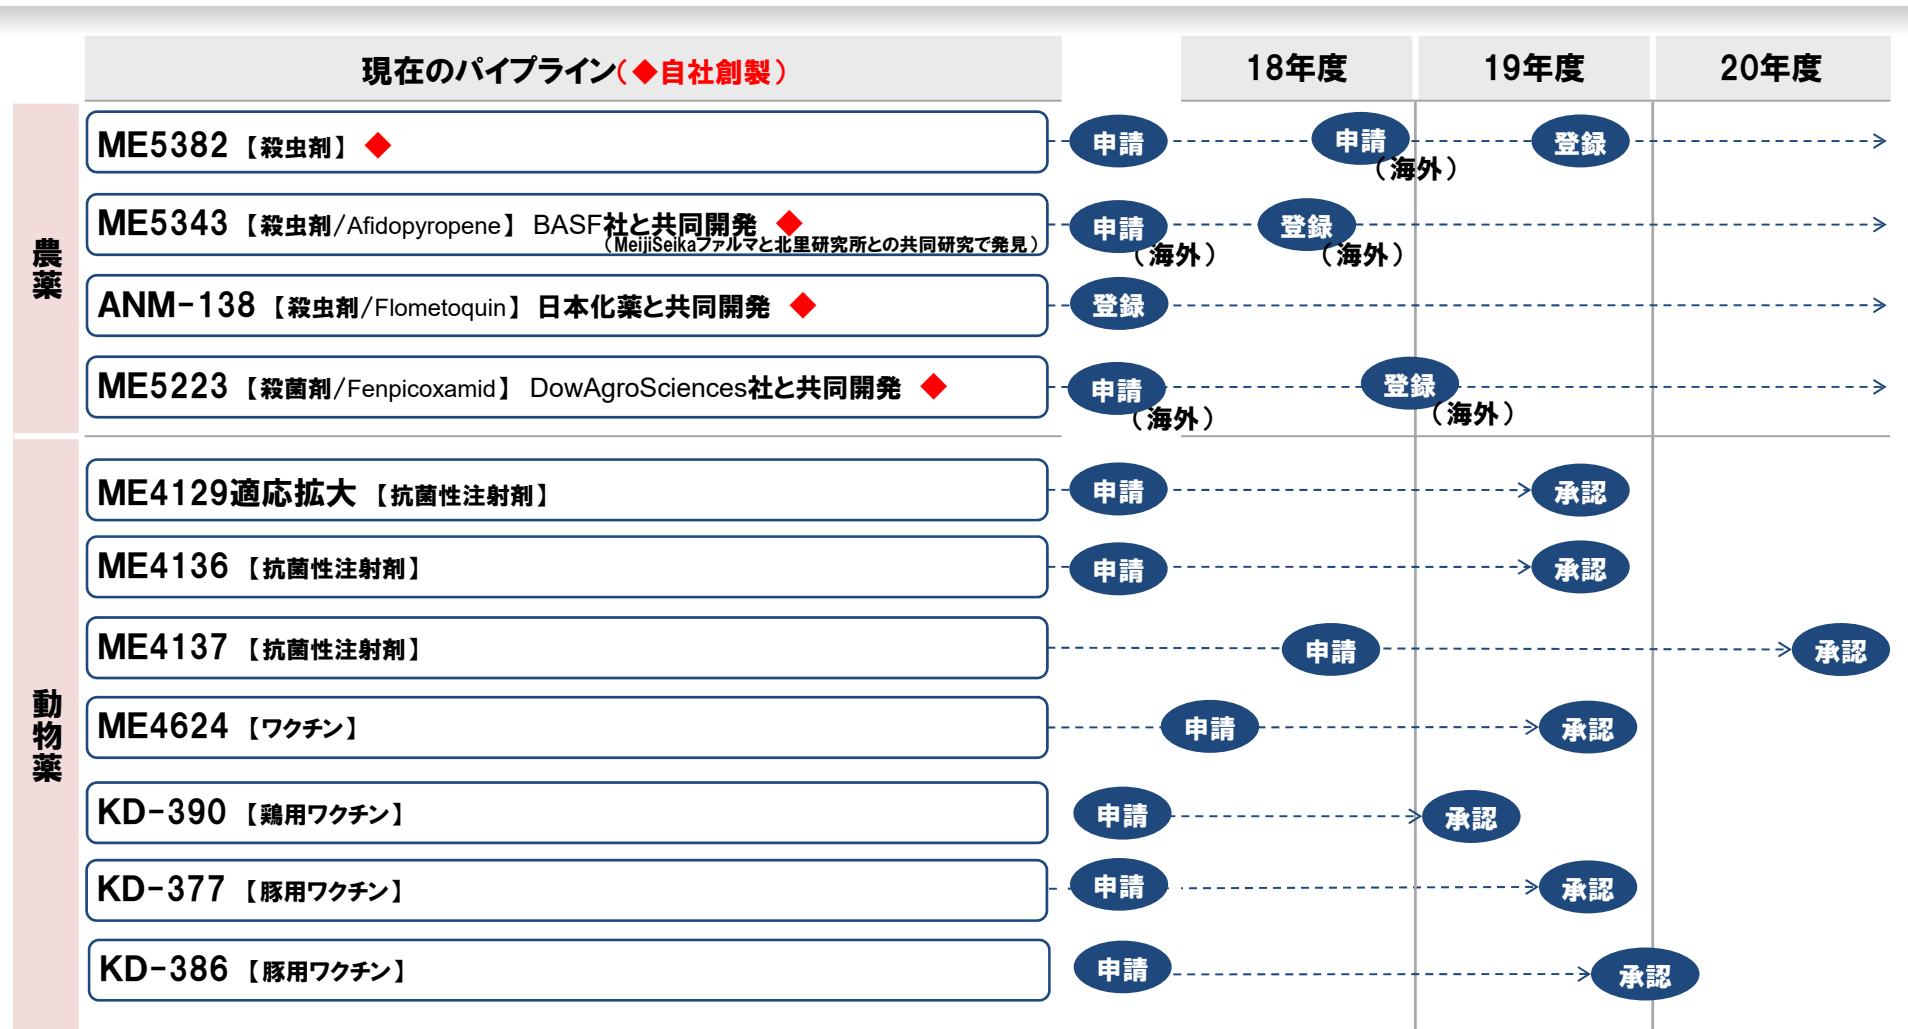 現在のパイプライン(◆自社創製)
18年度 19年度 20年度
農薬
ME5382 【殺虫剤】 ◆
申請 申請 登録
(海外)
ME5343 【殺虫剤/Afidopyropene】 BASF社と共同開発 ◆
(MeijiSeikaファルマと北里研究所との共同研究で発見)
申請 登録
(海外) (海外)
ANM-138 【殺虫剤/Flometoquin】 日本化薬と共同開発 ◆
登録
ME5223 【殺菌剤/Fenpicoxamid】 DowAgroSciences社と共同開発 ◆
申請 登録
(海外) (海外)
動物薬
ME4129適応拡大 【抗菌性注射剤】
申請 承認
ME4136 【抗菌性注射剤】
申請 承認
ME4137 【抗菌性注射剤】
申請 承認
ME4624 【ワクチン】
申請 承認
KD-390 【鶏用ワクチン】
申請 承認
KD-377 【豚用ワクチン】
申請 承認
KD-386 【豚用ワクチン】
申請 承認